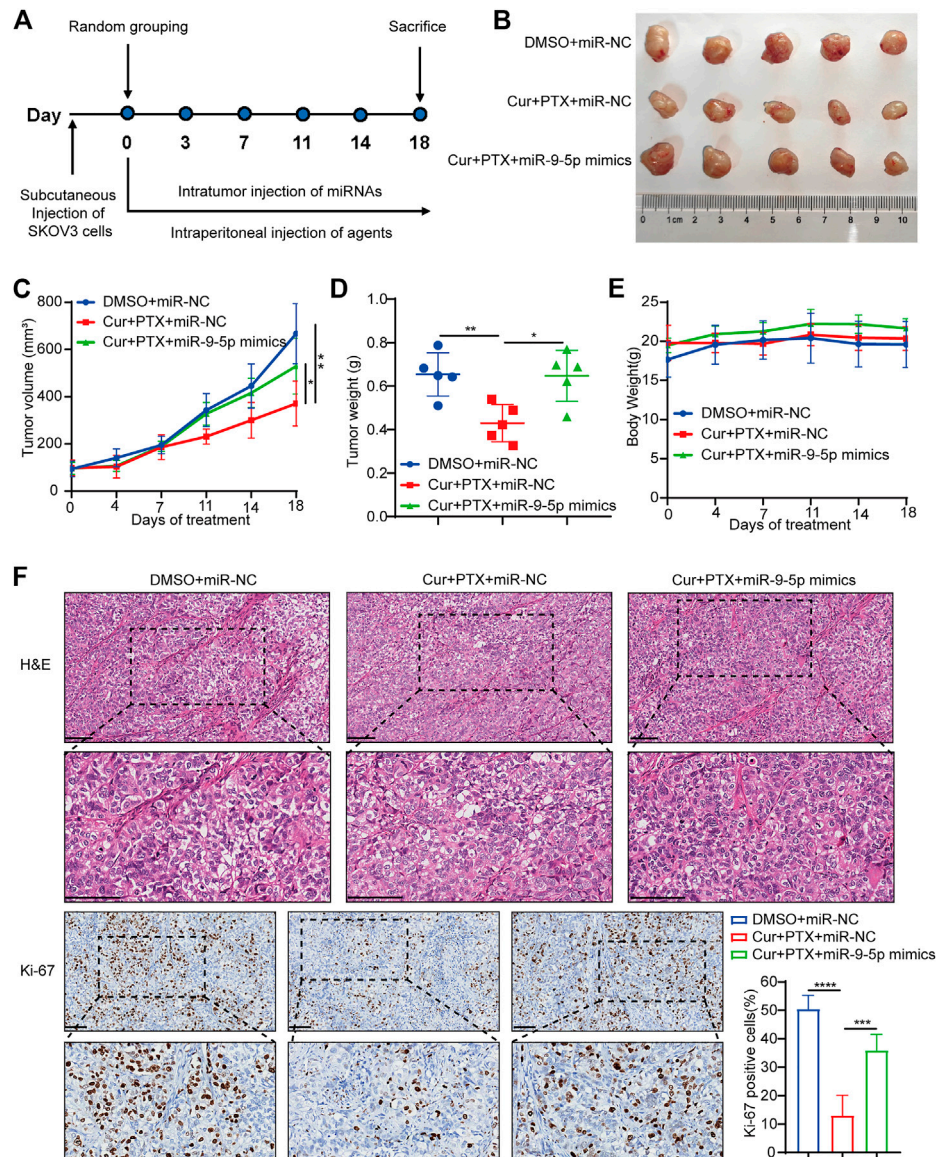 A
Random grouping
Sacrifice
Day
0
3
7
11
14
18
Subcutaneous
Injection of
SKOV3 cells
0
Intratumor injection of miRNAs
Intraperitoneal injection of agents
B
DMSO+miR-NC
Cur+PTX+miR-NC
Cur+PTX+miR-9-5p mimics
0 1cm 2 3 4 5 6 7 8 9 10
C
DMSO+miR-NC
Cur+PTX+miR-NC
Cur+PTX+miR-9-5p mimics
Tumor volume (mm³)
800
600
400
200
0
**
*
0 4 7 11 14 18
Days of treatment
D
Tumor weight (g)
1.0
0.8
0.6
0.4
0.2
0.0
**
*
DMSO+miR-NC
Cur+PTX+miR-NC
Cur+PTX+miR-9-5p mimics
E
Body Weight(g)
25
20
15
10
5
0
DMSO+miR-NC
Cur+PTX+miR-NC
Cur+PTX+miR-9-5p mimics
0 4 7 11 14 18
Days of treatment
F
DMSO+miR-NC
Cur+PTX+miR-NC
Cur+PTX+miR-9-5p mimics
H&E
Ki-67
DMSO+miR-NC
Cur+PTX+miR-NC
Cur+PTX+miR-9-5p mimics
Ki-67 positive cells(%)
60
50
40
30
20
10
0
****
***